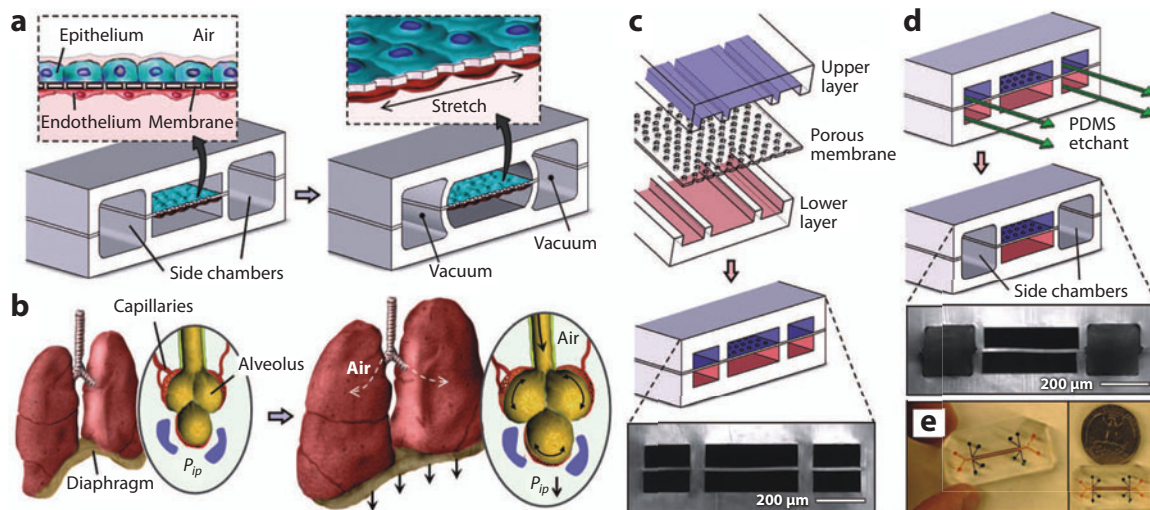 a
Epithelium
Air
Endothelium
Membrane
Side chambers
Stretch
Vacuum
Vacuum
b
Capillaries
Alveolus
Pip
Diaphragm
Air
Air
Pip
c
Upper
layer
Porous
membrane
Lower
layer
200 µm
d
PDMS
etchant
Side chambers
200 µm
e